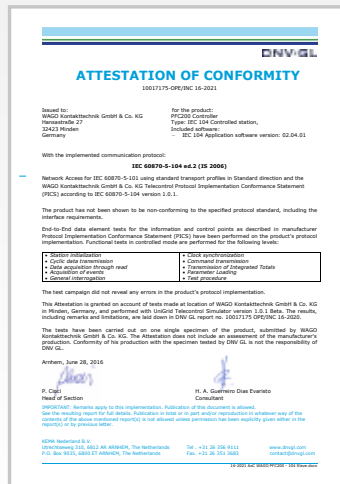 DNV·GL
ATTESTATION OF CONFORMITY
10017175-OPE/INC 16-2021
Issued to:
WAGO Kontakttechnik GmbH & Co. KG
Hansastraße 27
32423 Minden
Germany
for the product:
PFC200 Controller
Type: IEC 104 Controlled station,
Included software:
- IEC 104 Application software version: 02.04.01
With the implemented communication protocol:
IEC 60870-5-104 ed.2 (IS 2006)
Network Access for IEC 60870-5-101 using standard transport profiles in Standard direction and the
WAGO Kontakttechnik GmbH & Co. KG Telecontrol Protocol Implementation Conformance Statement
(PICS) according to IEC 60870-5-104 version 1.0.1.
The product has not been shown to be non-conforming to the specified protocol standard, including the
interface requirements.
End-to-End data element tests for the information and control points as described in manufacturer
Protocol Implementation Conformance Statement (PICS) have been performed on the product's protocol
implementation. Functional tests in controlled mode are performed for the following levels:
• Station initialization
• Cyclic data transmission
• Data acquisition through read
• Acquisition of events
• General interrogation
• Clock synchronization
• Command transmission
• Transmission of Integrated Totals
• Parameter Loading
• Test procedure
The test campaign did not reveal any errors in the product's protocol implementation.
This Attestation is granted on account of tests made at location of WAGO Kontakttechnik GmbH & Co. KG
in Minden, Germany, and performed with UniGrid Telecontrol Simulator version 1.0.1 Beta. The results,
including remarks and limitations, are laid down in DNV GL report no. 10017175 OPE/INC 16-2020.
The tests have been carried out on one single specimen of the product, submitted by WAGO
Kontakttechnik GmbH & Co. KG. The Attestation does not include an assessment of the manufacturer's
production. Conformity of his production with the specimen tested by DNV GL is not the responsibility of
DNV GL.
Arnhem, June 28, 2016
P. Cioci
Head of Section
H. A. Guerreiro Dias Evaristo
Consultant
IMPORTANT: Remarks apply to this implementation. Publication of this document is allowed.
See the resulting report for full details. Publication in total or in part and/or reproduction in whatever way of the
contents of the above mentioned report(s) is not allowed unless permission has been explicitly given either in the
report(s) or by previous letter.
KEMA Nederland B.V.
Utrechtseweg 310, 6812 AR ARNHEM, The Netherlands
P.O. Box 9035, 6800 ET ARNHEM, The Netherlands
Tel. +31 26 356 9111
Fax. +31 26 351 3683
www.dnvgl.com
contact@dnvgl.com